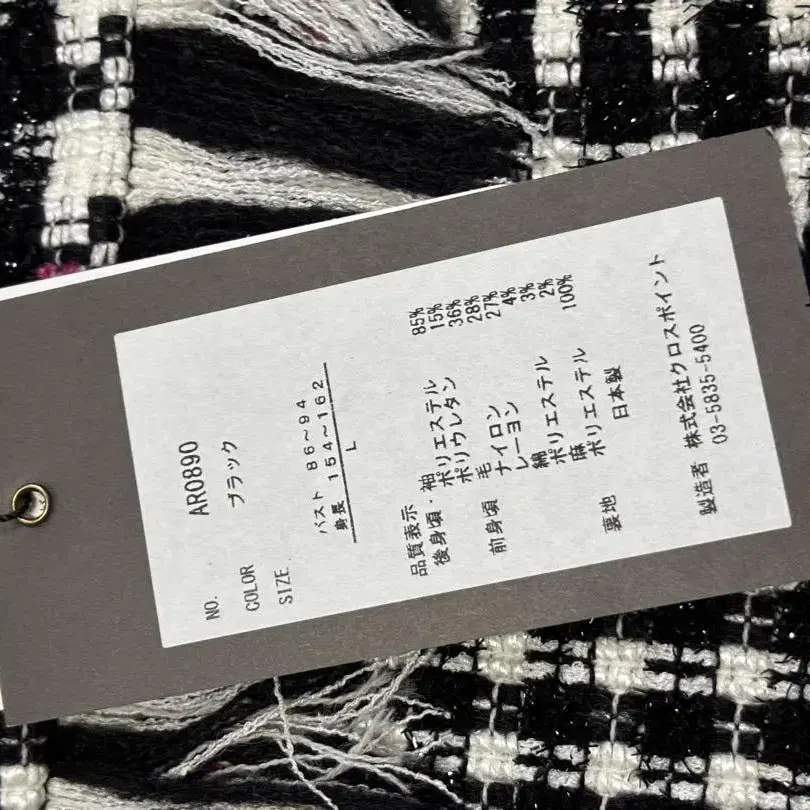 NO. AR0890
COLOR ブラック
SIZE バスト 86~94
身長 154~162
L
品質表示
後身頃・袖
ポリエステル 85%
ポリウレタン 15%
前身頃 毛 36%
ナイロン 28%
レーヨン 27%
綿 4%
ポリエステル 3%
麻 2%
裏地 ポリエステル 100%
日本製
製造者 株式会社クロスポイント
03-5835-5400